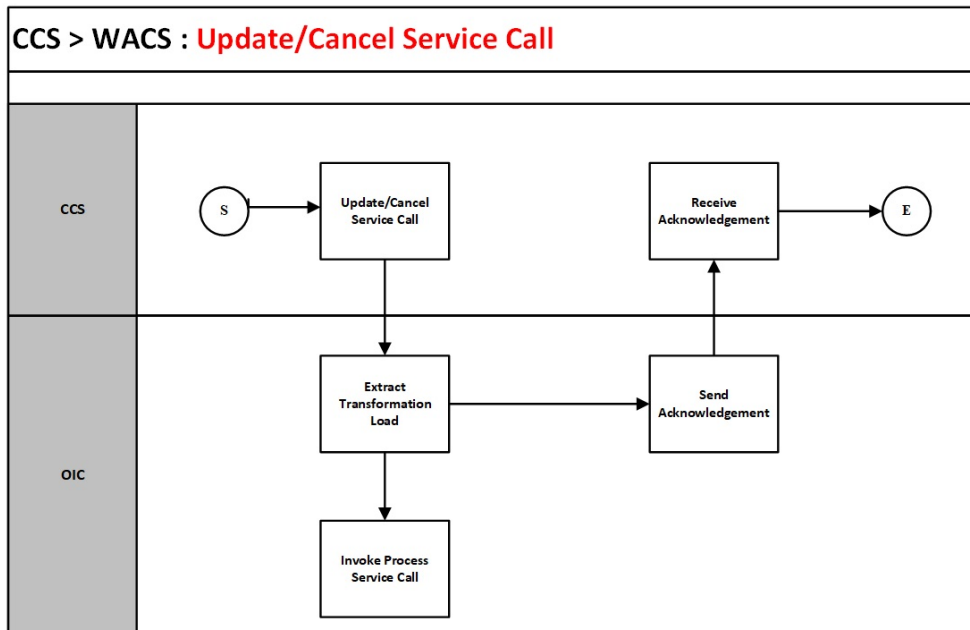 CCS > WACS : Update/Cancel Service Call
CCS
S
Update/Cancel
Service Call
Receive
Acknowledgement
E
OIC
Extract
Transformation
Load
Send
Acknowledgement
Invoke Process
Service Call